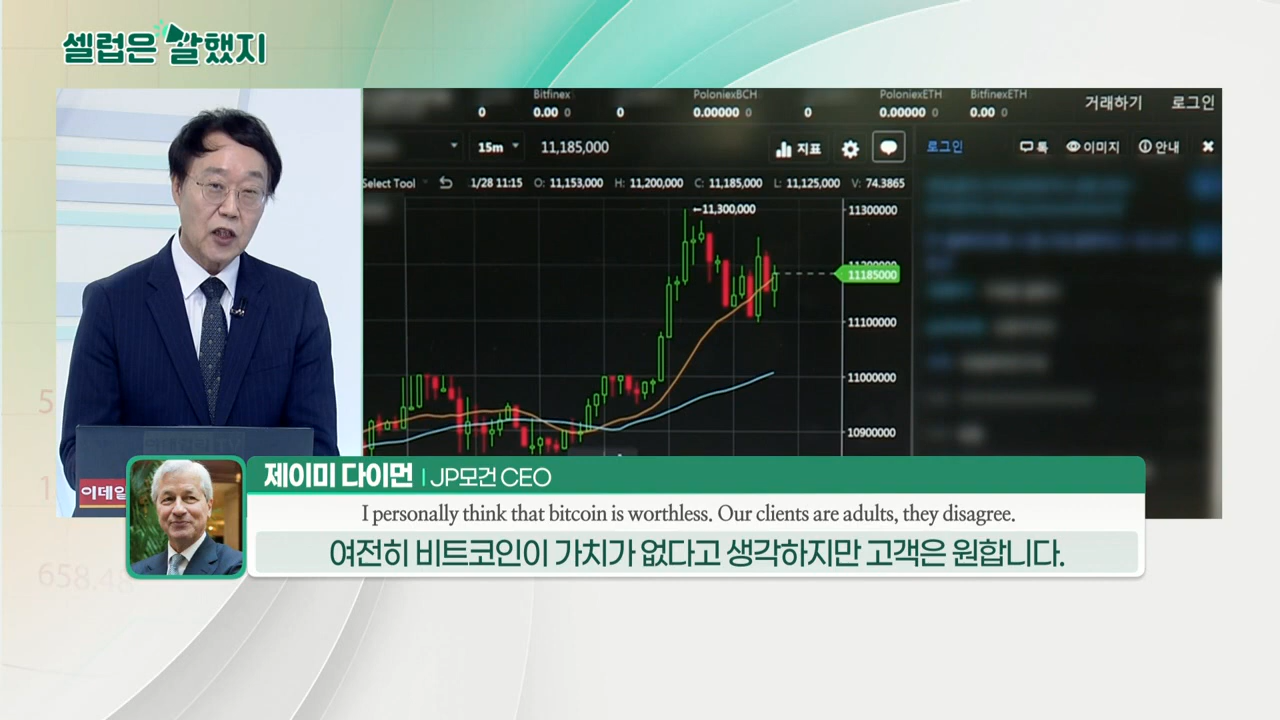 셀럽은 말했지
Bitfinex PoloniexBCH PoloniexETH BitfinexETH
0 0.00 0 0 0.00000 0 0 0.00000 0 0.00 0
거래하기 로그인
15m 11,185,000 지표 로그인 톡 이미지 안내
Select Tool 1/28 11:15 O: 11,153,000 H: 11,200,000 C: 11,185,000 L: 11,125,000 V: 74.3865
←11,300,000
11300000
11185000
11100000
11000000
10900000
이데일
제이미 다이먼 | JP모건 CEO
I personally think that bitcoin is worthless. Our clients are adults, they disagree.
여전히 비트코인이 가치가 없다고 생각하지만 고객은 원합니다.
658.48